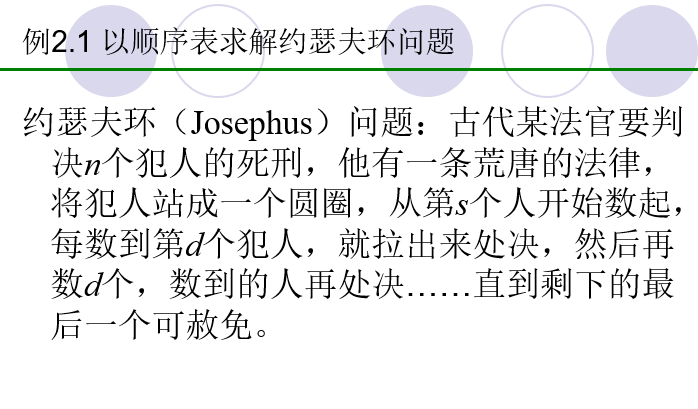 例2.1 以顺序表求解约瑟夫环问题
约瑟夫环（Josephus）问题：古代某法官要判
决n个犯人的死刑，他有一条荒唐的法律，
将犯人站成一个圆圈，从第s个人开始数起，
每数到第d个犯人，就拉出来处决，然后再
数d个，数到的人再处决……直到剩下的最
后一个可赦免。